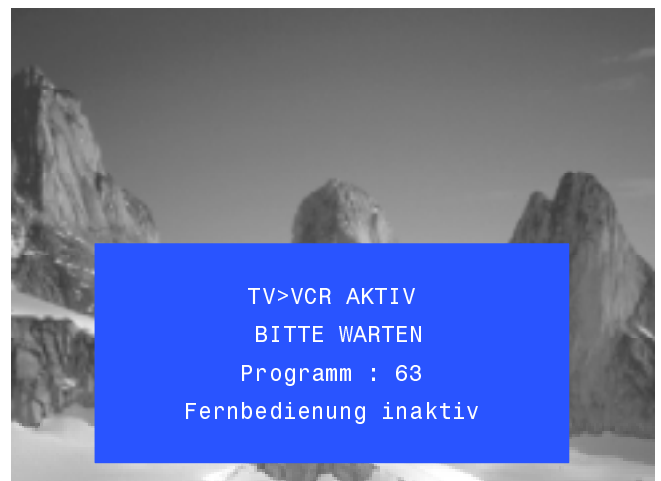 TV>VCR AKTIV
BITTE WARTEN
Programm : 63
Fernbedienung inaktiv